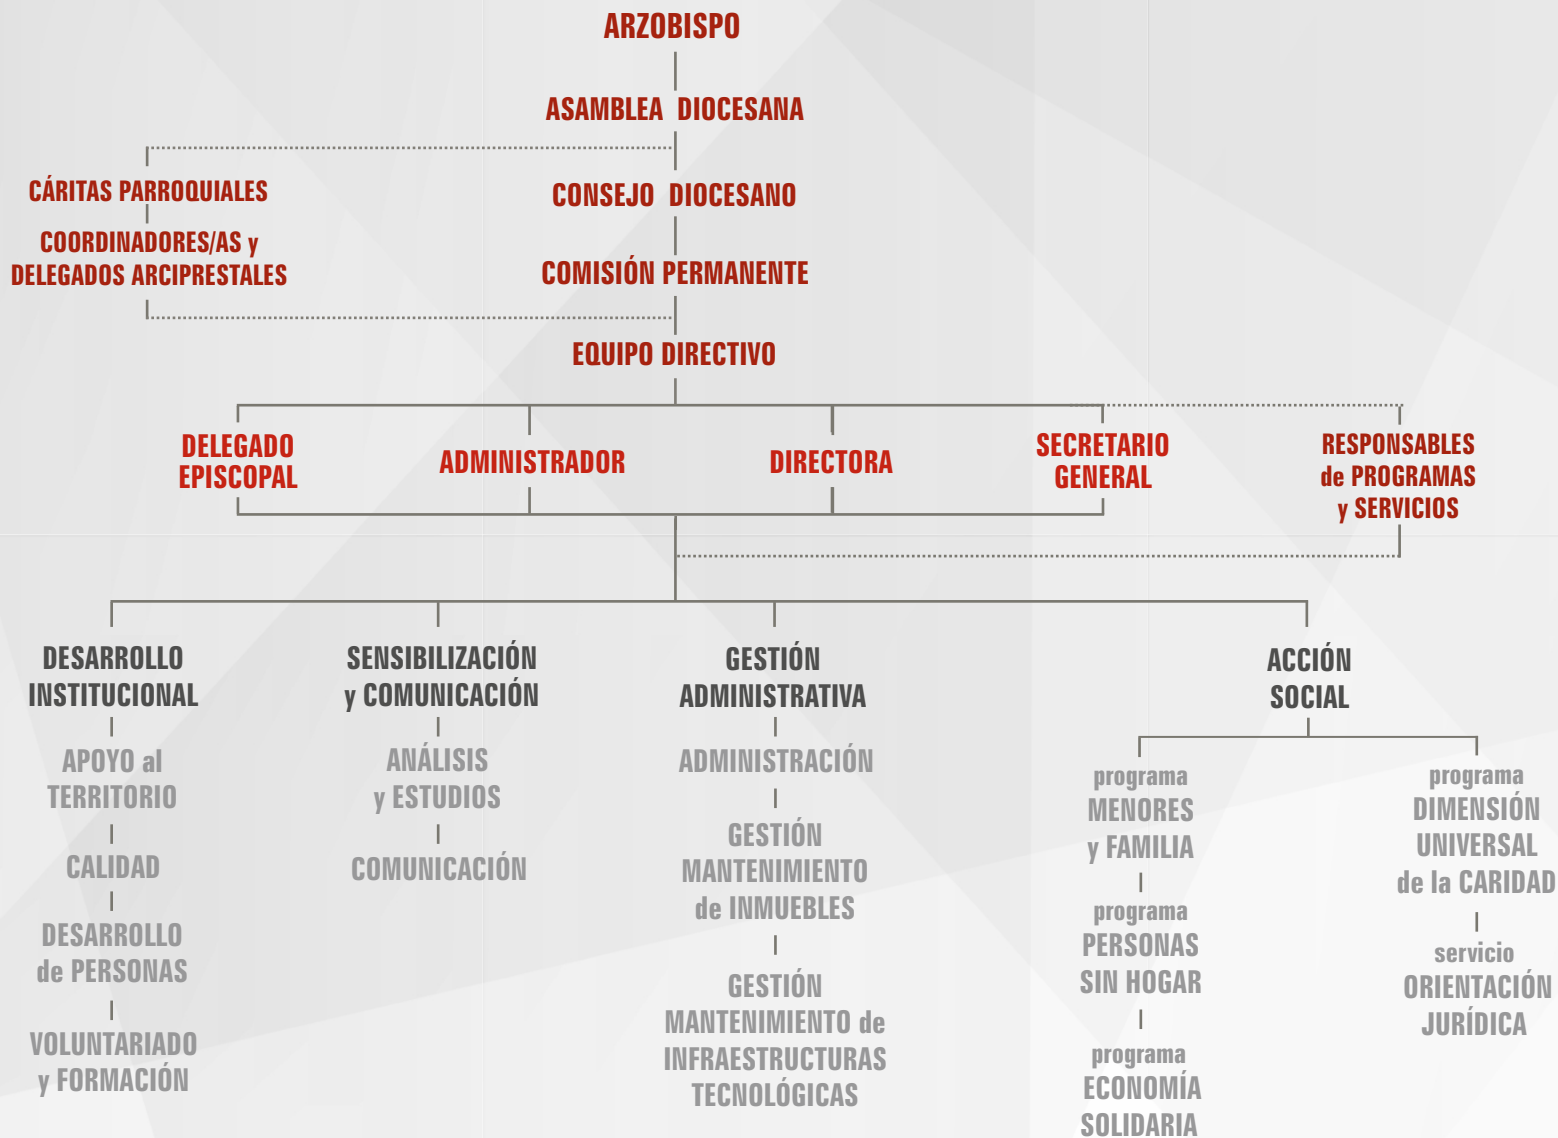 ARZOBISPO
ASAMBLEA DIOCESANA
CÁRITAS PARROQUIALES
COORDINADORES/AS y
DELEGADOS ARCIPRESTALES
CONSEJO DIOCESANO
COMISIÓN PERMANENTE
EQUIPO DIRECTIVO
DELEGADO
EPISCOPAL
ADMINISTRADOR
DIRECTORA
SECRETARIO
GENERAL
RESPONSABLES
de PROGRAMAS
y SERVICIOS
DESARROLLO
INSTITUCIONAL
APOYO al
TERRITORIO
CALIDAD
DESARROLLO
de PERSONAS
VOLUNTARIADO
y FORMACIÓN
SENSIBILIZACIÓN
y COMUNICACIÓN
ANÁLISIS
y ESTUDIOS
COMUNICACIÓN
GESTIÓN
ADMINISTRATIVA
ADMINISTRACIÓN
GESTIÓN
MANTENIMIENTO
de INMUEBLES
GESTIÓN
MANTENIMIENTO de
INFRAESTRUCTURAS
TECNOLÓGICAS
ACCIÓN
SOCIAL
programa
MENORES
y FAMILIA
programa
PERSONAS
SIN HOGAR
programa
ECONOMÍA
SOLIDARIA
programa
DIMENSIÓN
UNIVERSAL
de la CARIDAD
servicio
ORIENTACIÓN
JURÍDICA